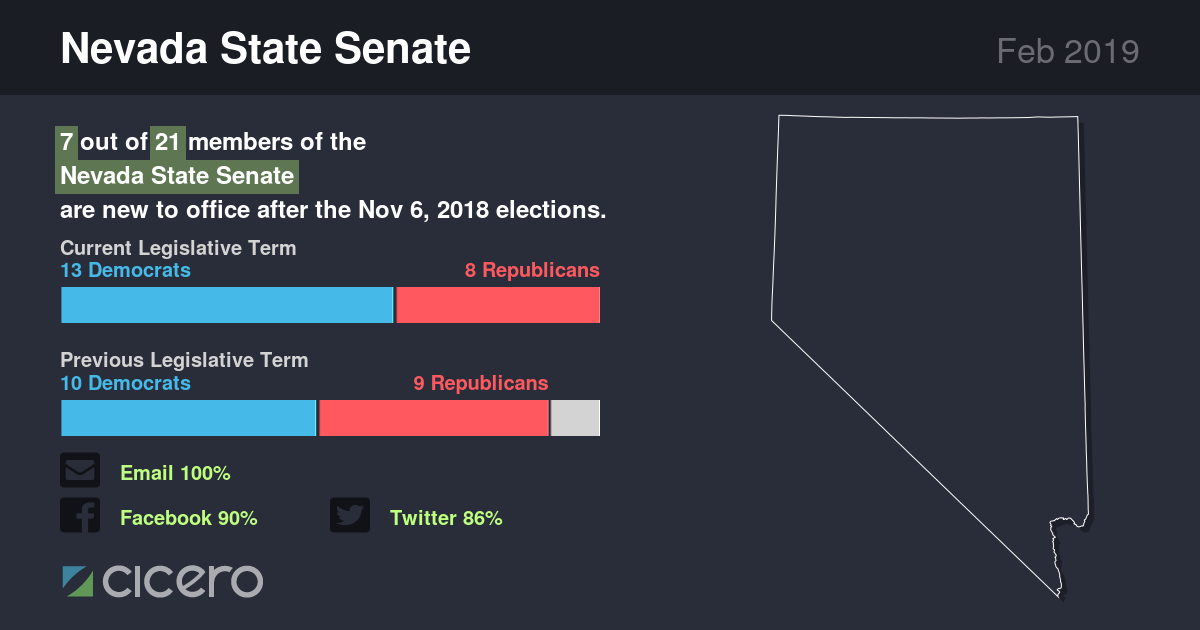 Nevada State Senate
Feb 2019
7 out of 21 members of the
Nevada State Senate
are new to office after the Nov 6, 2018 elections.
Current Legislative Term
13 Democrats 8 Republicans
Previous Legislative Term
10 Democrats 9 Republicans
Email 100%
Facebook 90% Twitter 86%
cicero